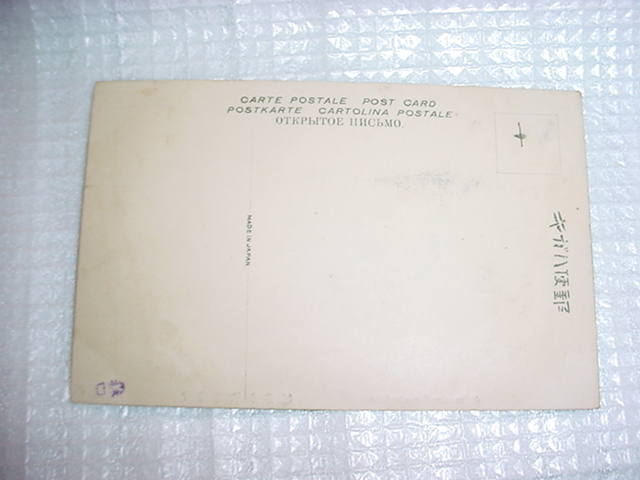 CARTE POSTALE POST CARD
POSTKARTE CARTOLINA POSTALE
ОТКРЫТОЕ ПИСЬМО.
MADE IN JAPAN
郵便はがき